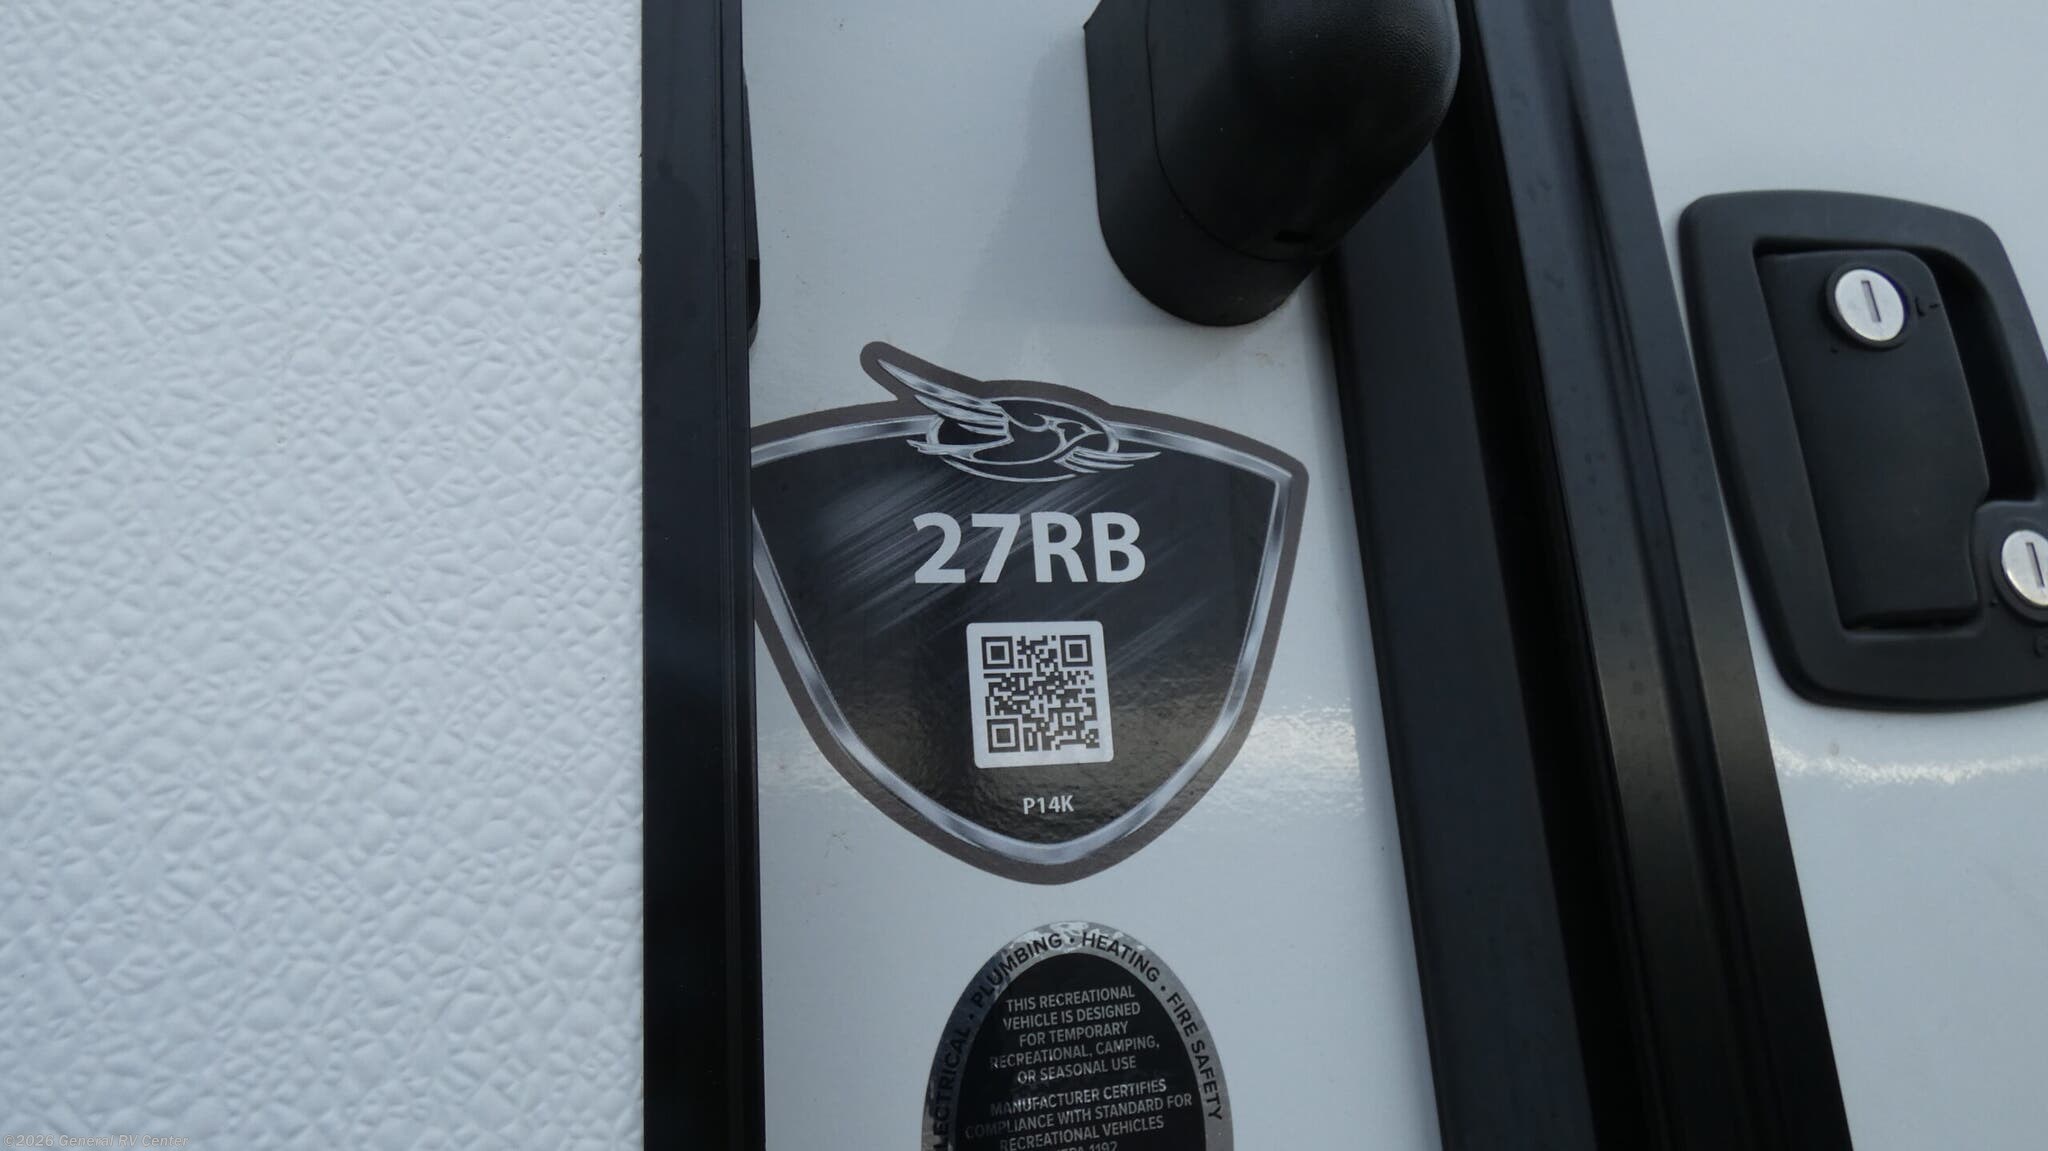 27RB
P14K
ELECTRICAL • PLUMBING • HEATING • FIRE SAFETY
THIS RECREATIONAL
VEHICLE IS DESIGNED
FOR TEMPORARY
RECREATIONAL, CAMPING,
OR SEASONAL USE
MANUFACTURER CERTIFIES
COMPLIANCE WITH STANDARD FOR
RECREATIONAL VEHICLES
1192
©2026 General RV Center